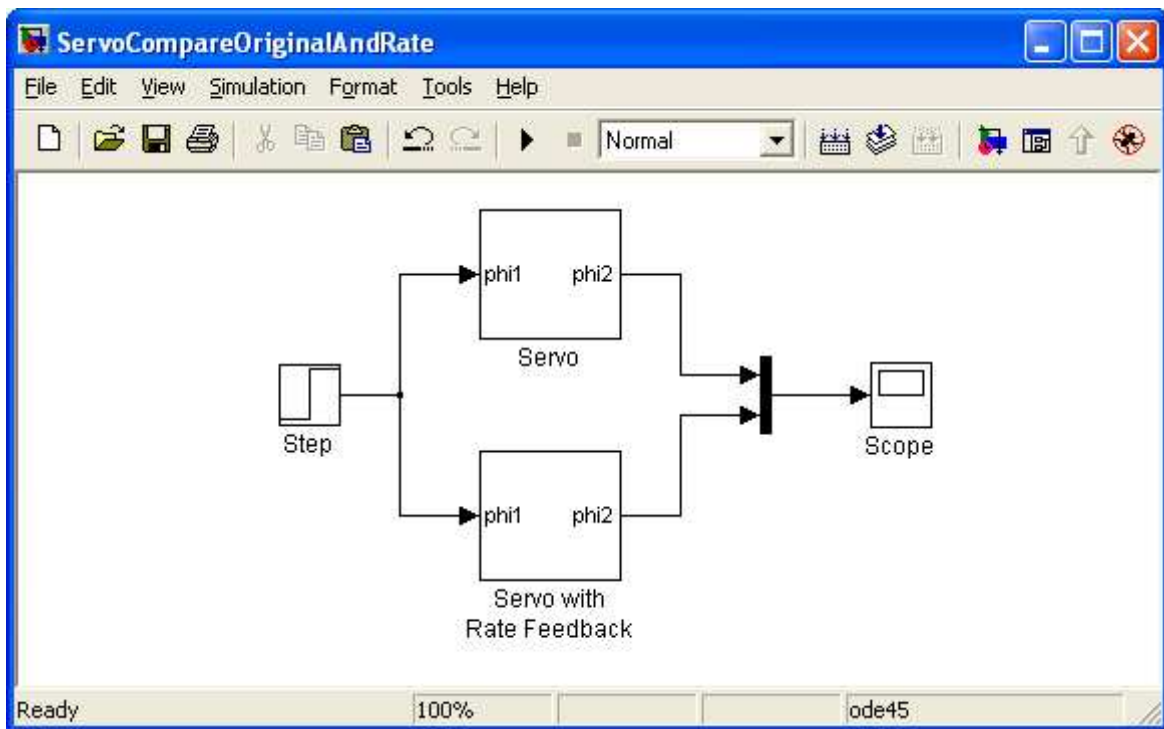 ServoCompareOriginalAndRate
File Edit View Simulation Format Tools Help
Normal
phi1 phi2
Servo
Step
Scope
phi1 phi2
Servo with
Rate Feedback
Ready 100% ode45